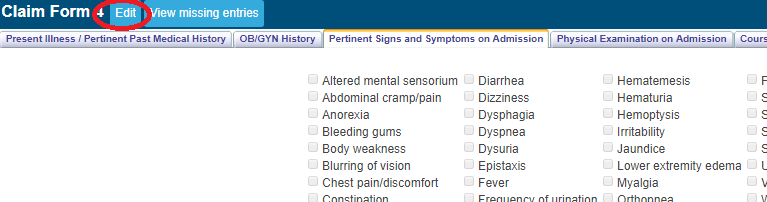 Claim Form 4 Edit View missing entries
Present Illness / Pertinent Past Medical History OB/GYN History Pertinent Signs and Symptoms on Admission Physical Examination on Admission Cours
Altered mental sensorium Diarrhea Hematemesis
Abdominal cramp/pain Dizziness Hematuria S
Anorexia Dysphagia Hemoptysis S
Bleeding gums Dyspnea Irritability S
Body weakness Dysuria Jaundice S
Blurring of vision Epistaxis Lower extremity edema U
Chest pain/discomfort Fever Myalgia V
Constipation Frequency of urination Orthopnea